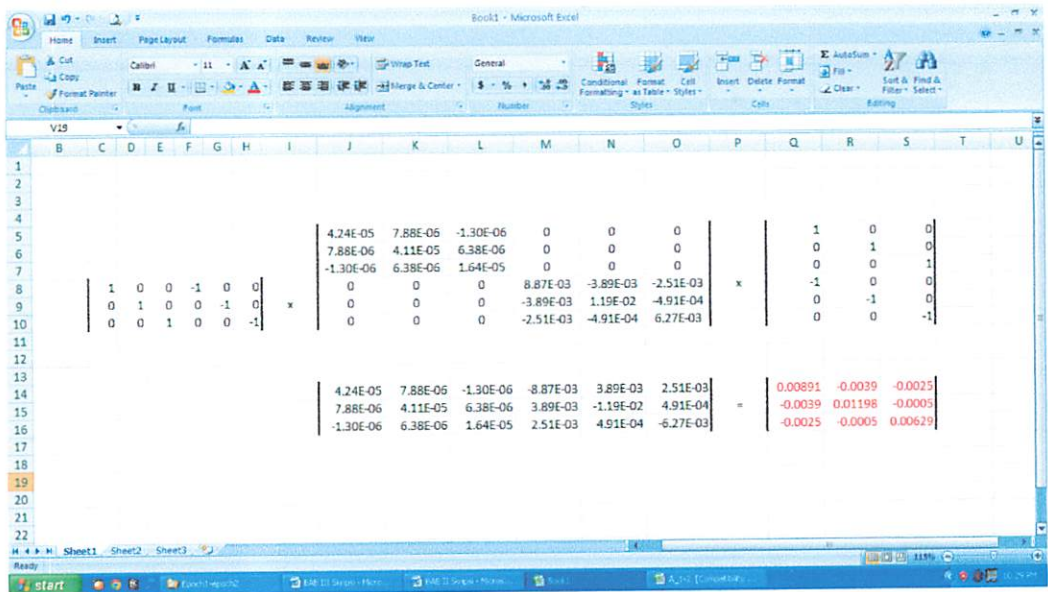 Book1 - Microsoft Excel
Home Insert Page Layout Formulas Data Review View
Cut
Copy
Format Painter
Paste
Clipboard
Calibri 11
Font
Wrap Text
Merge & Center
Alignment
General
Number
Conditional Formatting
Format as Table
Cell Styles
Styles
Insert Delete Format
Cells
AutoSum
Fill
Clear
Sort & Filter
Find & Select
Editing
V19 fx
B C D E F G H I J K L M N O P Q R S T U
1
2
3
4
5 4.24E-05 7.88E-06 -1.30E-06 0 0 0 1 0 0
6 7.88E-06 4.11E-05 6.38E-06 0 0 0 0 1 0
7 -1.30E-06 6.38E-06 1.64E-05 0 0 0 0 0 1
8 1 0 0 -1 0 0 0 0 0 8.87E-03 -3.89E-03 -2.51E-03 x -1 0 0
9 0 1 0 0 -1 0 x 0 0 0 -3.89E-03 1.19E-02 -4.91E-04 0 -1 0
10 0 0 1 0 0 -1 0 0 0 -2.51E-03 -4.91E-04 6.27E-03 0 0 -1
11
12
13
14 4.24E-05 7.88E-06 -1.30E-06 -8.87E-03 3.89E-03 2.51E-03 0.00891 -0.0039 -0.0025
15 7.88E-06 4.11E-05 6.38E-06 3.89E-03 -1.19E-02 4.91E-04 = -0.0039 0.01198 -0.0005
16 -1.30E-06 6.38E-06 1.64E-05 2.51E-03 4.91E-04 -6.27E-03 -0.0025 -0.0005 0.00629
17
18
19
20
21
22
Sheet1 Sheet2 Sheet3
Ready 115%
start